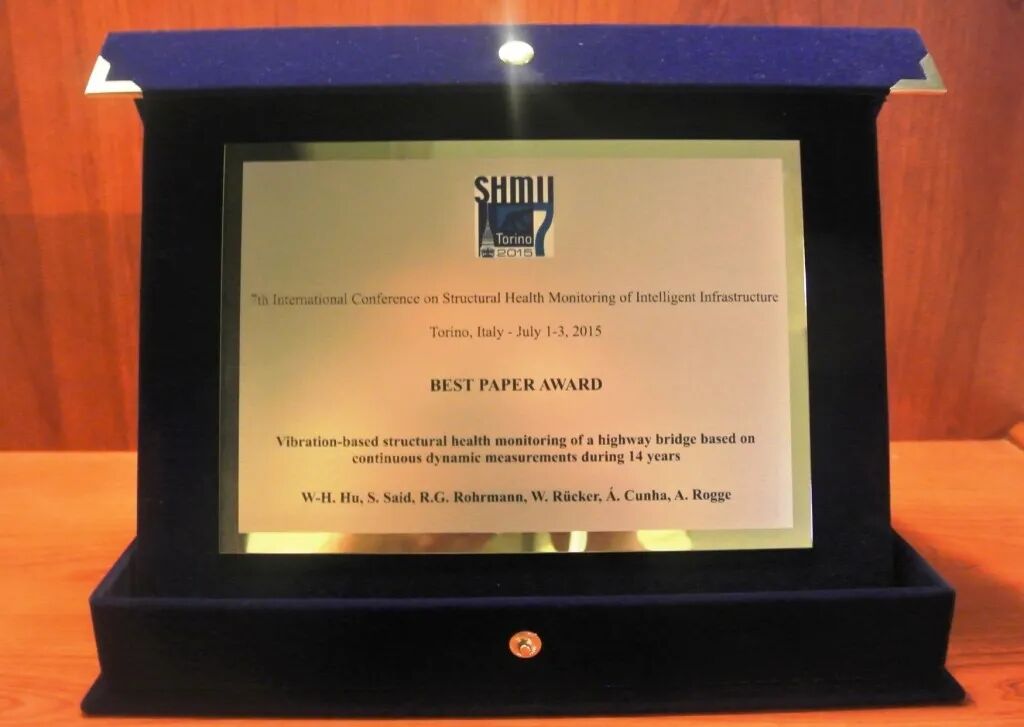 SHMII
7
Torino
2015
7th International Conference on Structural Health Monitoring of Intelligent Infrastructure
Torino, Italy - July 1-3, 2015
BEST PAPER AWARD
Vibration-based structural health monitoring of a highway bridge based on
continuous dynamic measurements during 14 years
W-H. Hu, S. Said, R.G. Rohrmann, W. Rücker, Á. Cunha, A. Rogge